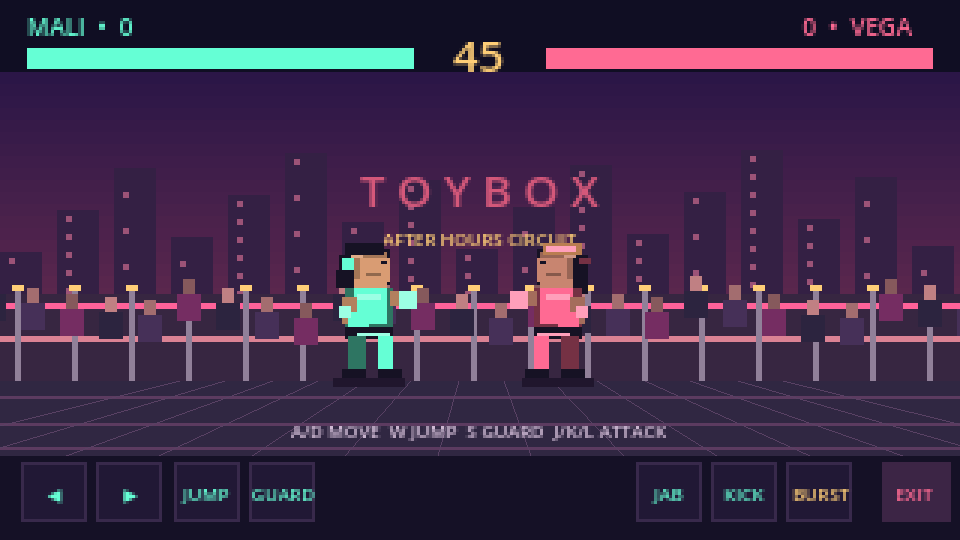 MALI • 0
0 • VEGA
45
TOYBOX
AFTER HOURS CIRCUIT
A/D MOVE W JUMP S GUARD J/K/L ATTACK
◀ ▶ JUMP GUARD JAB KICK BURST EXIT